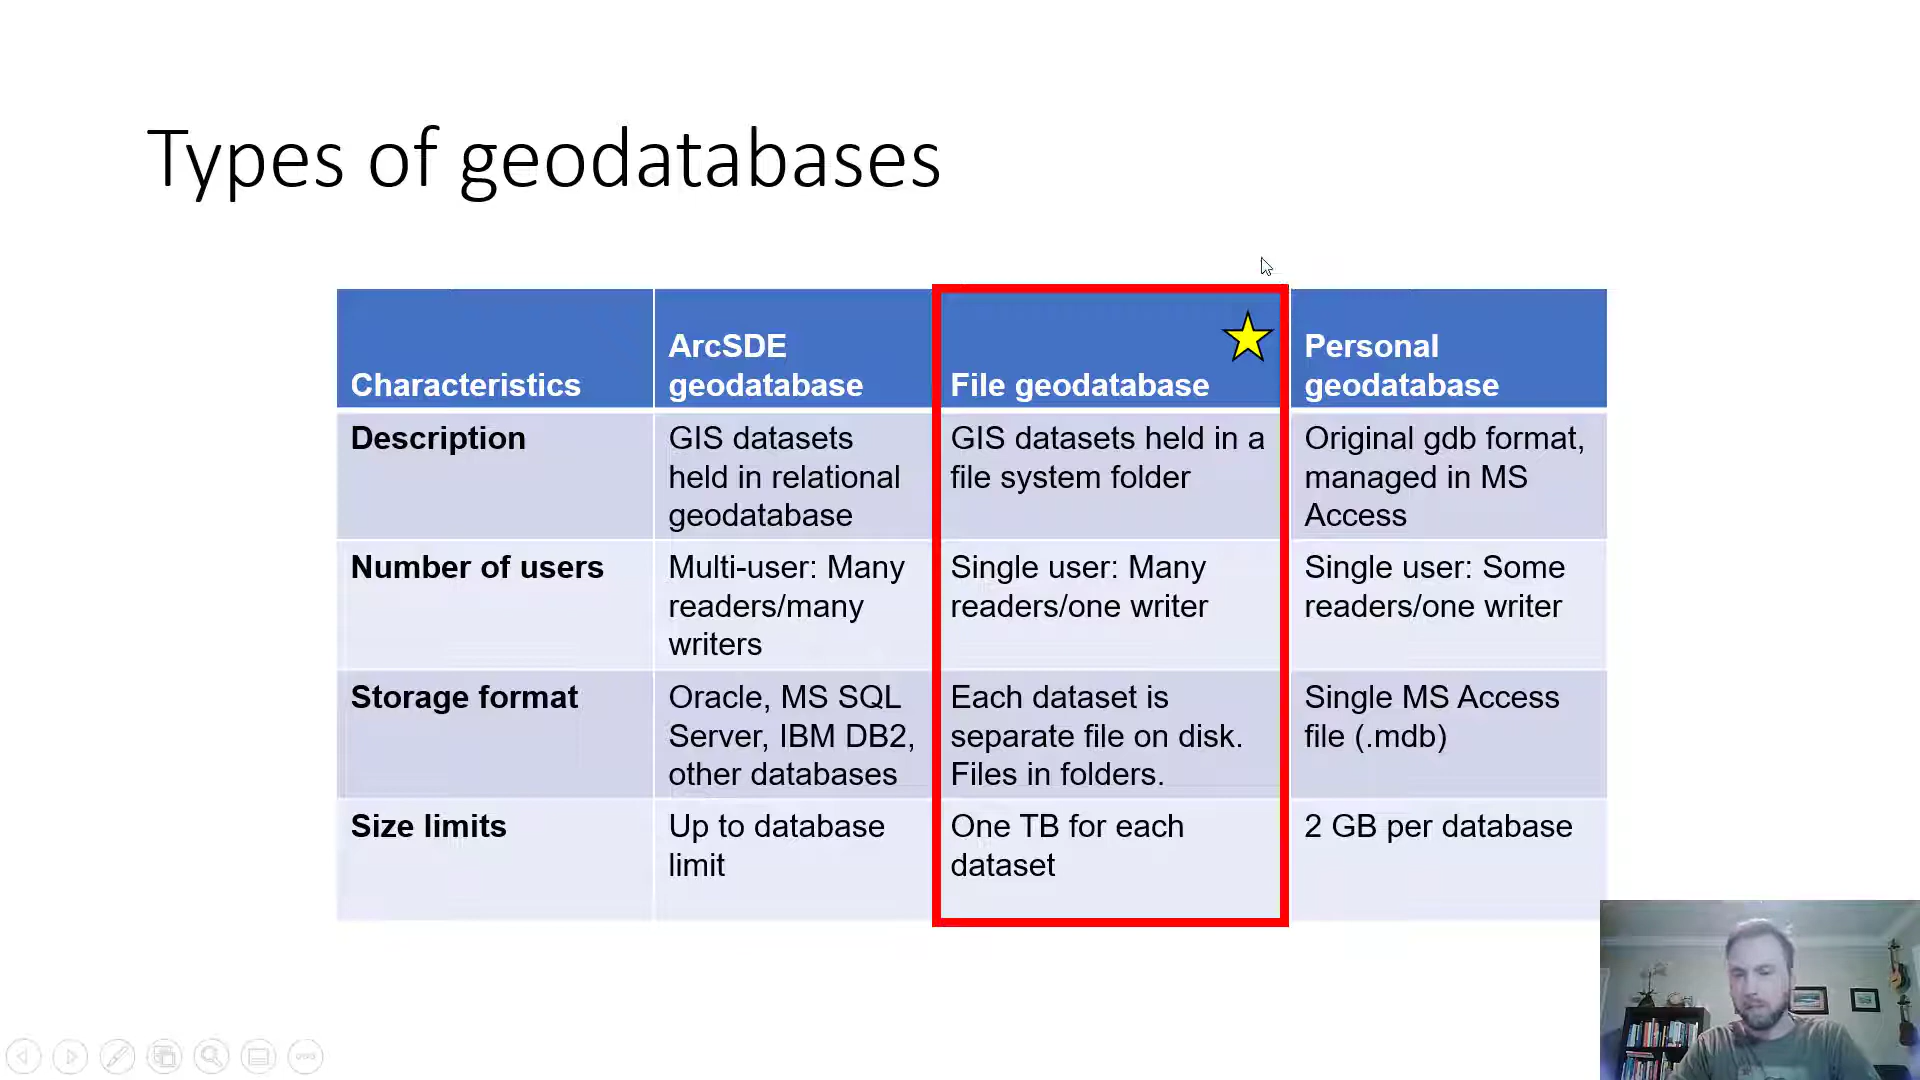 Types of geodatabases
Characteristics
ArcSDE
geodatabase
File geodatabase
Personal
geodatabase
Description
GIS datasets
held in relational
geodatabase
GIS datasets held in a
file system folder
Original gdb format,
managed in MS
Access
Number of users
Multi-user: Many
readers/many
writers
Single user: Many
readers/one writer
Single user: Some
readers/one writer
Storage format
Oracle, MS SQL
Server, IBM DB2,
other databases
Each dataset is
separate file on disk.
Files in folders.
Single MS Access
file (.mdb)
Size limits
Up to database
limit
One TB for each
dataset
2 GB per database